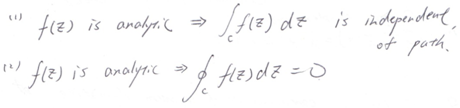 (1) f(z) is analytic ⇒ ∫_C f(z) dz is independent of path.
(2) f(z) is analytic ⇒ ∮_C f(z) dz = 0